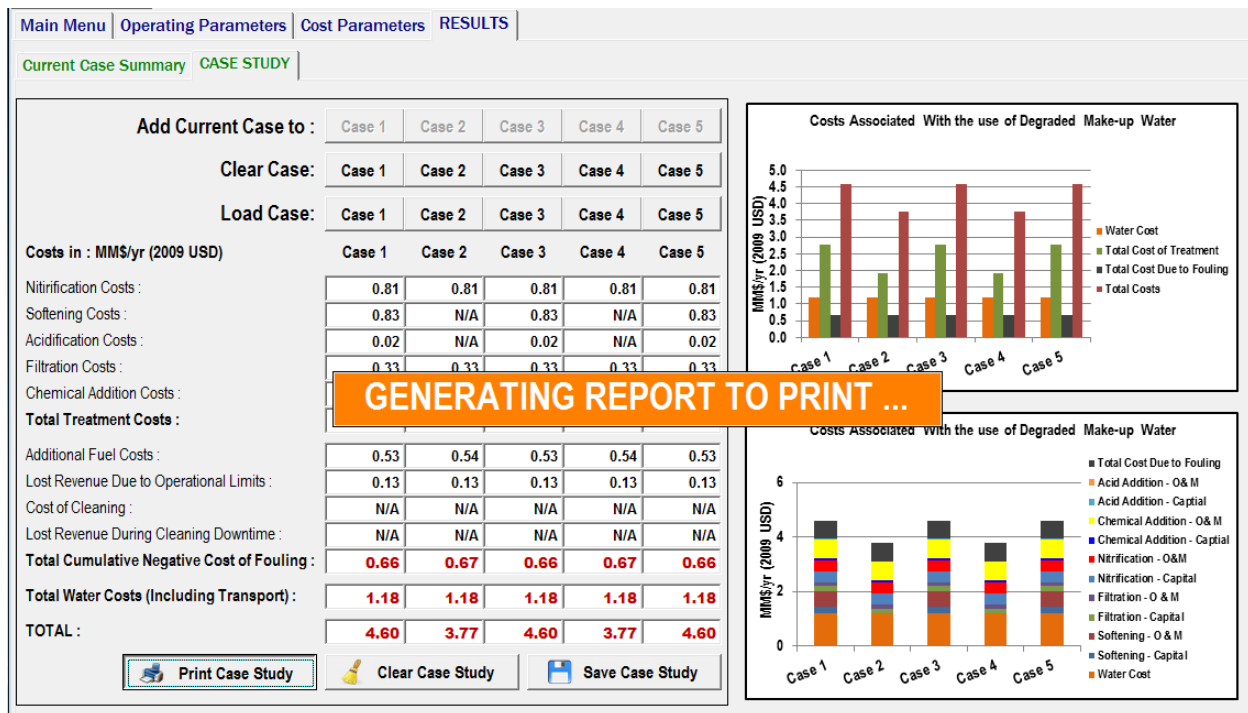 Main Menu Operating Parameters Cost Parameters RESULTS
Current Case Summary CASE STUDY
Add Current Case to : Case 1 Case 2 Case 3 Case 4 Case 5
Clear Case: Case 1 Case 2 Case 3 Case 4 Case 5
Load Case: Case 1 Case 2 Case 3 Case 4 Case 5
Costs in : MM$/yr (2009 USD) Case 1 Case 2 Case 3 Case 4 Case 5
Nitirification Costs : 0.81 0.81 0.81 0.81 0.81
Softening Costs : 0.83 N/A 0.83 N/A 0.83
Acidification Costs : 0.02 N/A 0.02 N/A 0.02
Filtration Costs : 0.33 0.33 0.33 0.33 0.33
Chemical Addition Costs :
Total Treatment Costs :
GENERATING REPORT TO PRINT ...
Additional Fuel Costs : 0.53 0.54 0.53 0.54 0.53
Lost Revenue Due to Operational Limits : 0.13 0.13 0.13 0.13 0.13
Cost of Cleaning : N/A N/A N/A N/A N/A
Lost Revenue During Cleaning Downtime : N/A N/A N/A N/A N/A
Total Cumulative Negative Cost of Fouling : 0.66 0.67 0.66 0.67 0.66
Total Water Costs (Including Transport) : 1.18 1.18 1.18 1.18 1.18
TOTAL : 4.60 3.77 4.60 3.77 4.60
Print Case Study Clear Case Study Save Case Study
Costs Associated With the use of Degraded Make-up Water
MM$/yr (2009 USD)
5.0
4.5
4.0
3.5
3.0
2.5
2.0
1.5
1.0
0.5
0.0
Case 1 Case 2 Case 3 Case 4 Case 5
Water Cost
Total Cost of Treatment
Total Cost Due to Fouling
Total Costs
Costs Associated With the use of Degraded Make-up Water
MM$/yr (2009 USD)
6
4
2
0
Case 1 Case 2 Case 3 Case 4 Case 5
Total Cost Due to Fouling
Acid Addition - O& M
Acid Addition - Captial
Chemical Addition - O& M
Chemical Addition - Captial
Nitrification - O&M
Nitrification - Capital
Filtration - O & M
Filtration - Capital
Softening - O & M
Softening - Capital
Water Cost